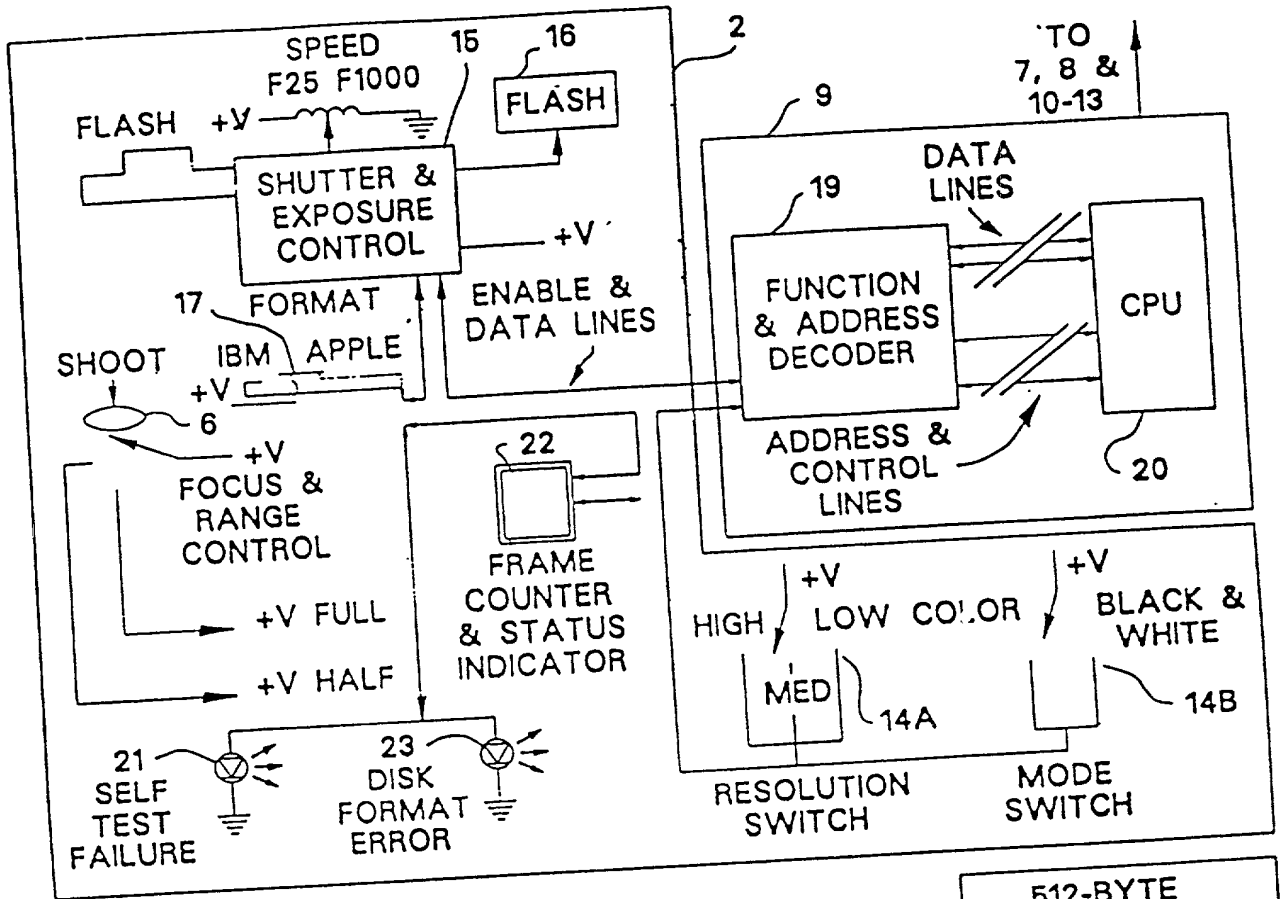 SPEED
F25 F1000
15
16
2
FLASH
+V
FLASH
SHUTTER &
EXPOSURE
CONTROL
+V
ENABLE &
DATA LINES
FORMAT
17
IBM APPLE
+V
SHOOT
6
+V
FOCUS &
RANGE
CONTROL
+V FULL
+V HALF
22
FRAME
COUNTER
& STATUS
INDICATOR
21
SELF
TEST
FAILURE
23
DISK
FORMAT
ERROR
TO
7, 8 &
10-13
9
DATA
LINES
19
FUNCTION
& ADDRESS
DECODER
CPU
ADDRESS &
CONTROL
LINES
20
+V
HIGH
LOW
MED
14A
RESOLUTION
SWITCH
+V
COLOR
BLACK &
WHITE
14B
MODE
SWITCH
512-BYTE